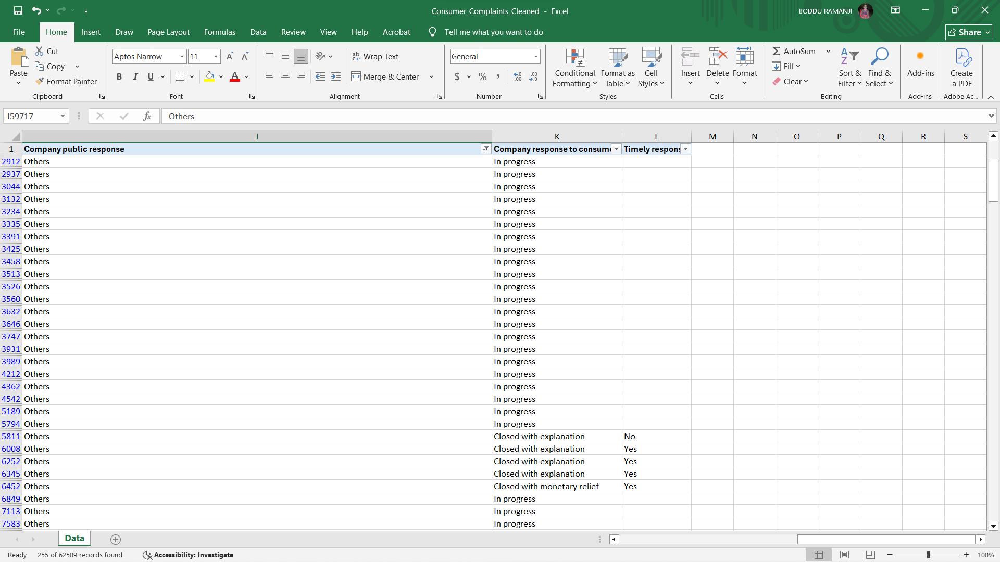 Consumer_Complaints_Cleaned - Excel
BODDU RAMANJI
File Home Insert Draw Page Layout Formulas Data Review View Help Acrobat Tell me what you want to do Share
Paste
Cut
Copy
Format Painter
Clipboard
Aptos Narrow 11
B I U
Font
Wrap Text
Merge & Center
Alignment
General
$ % ,
Number
Conditional Formatting
Format as Table
Cell Styles
Styles
Insert Delete Format
Cells
AutoSum
Fill
Clear
Sort & Filter
Find & Select
Editing
Add-ins
Add-ins
Create a PDF
Adobe Ac...
J59717 fx Others
J K L M N O P Q R S
1 Company public response Company response to consume Timely respons
2912 Others In progress
2937 Others In progress
3044 Others In progress
3132 Others In progress
3234 Others In progress
3335 Others In progress
3391 Others In progress
3425 Others In progress
3458 Others In progress
3513 Others In progress
3526 Others In progress
3560 Others In progress
3632 Others In progress
3646 Others In progress
3747 Others In progress
3931 Others In progress
3989 Others In progress
4212 Others In progress
4362 Others In progress
4542 Others In progress
5189 Others In progress
5794 Others In progress
5811 Others Closed with explanation No
6008 Others Closed with explanation Yes
6252 Others Closed with explanation Yes
6345 Others Closed with explanation Yes
6452 Others Closed with monetary relief Yes
6849 Others In progress
7113 Others In progress
7583 Others In progress
Data
Ready 255 of 62509 records found Accessibility: Investigate 100%